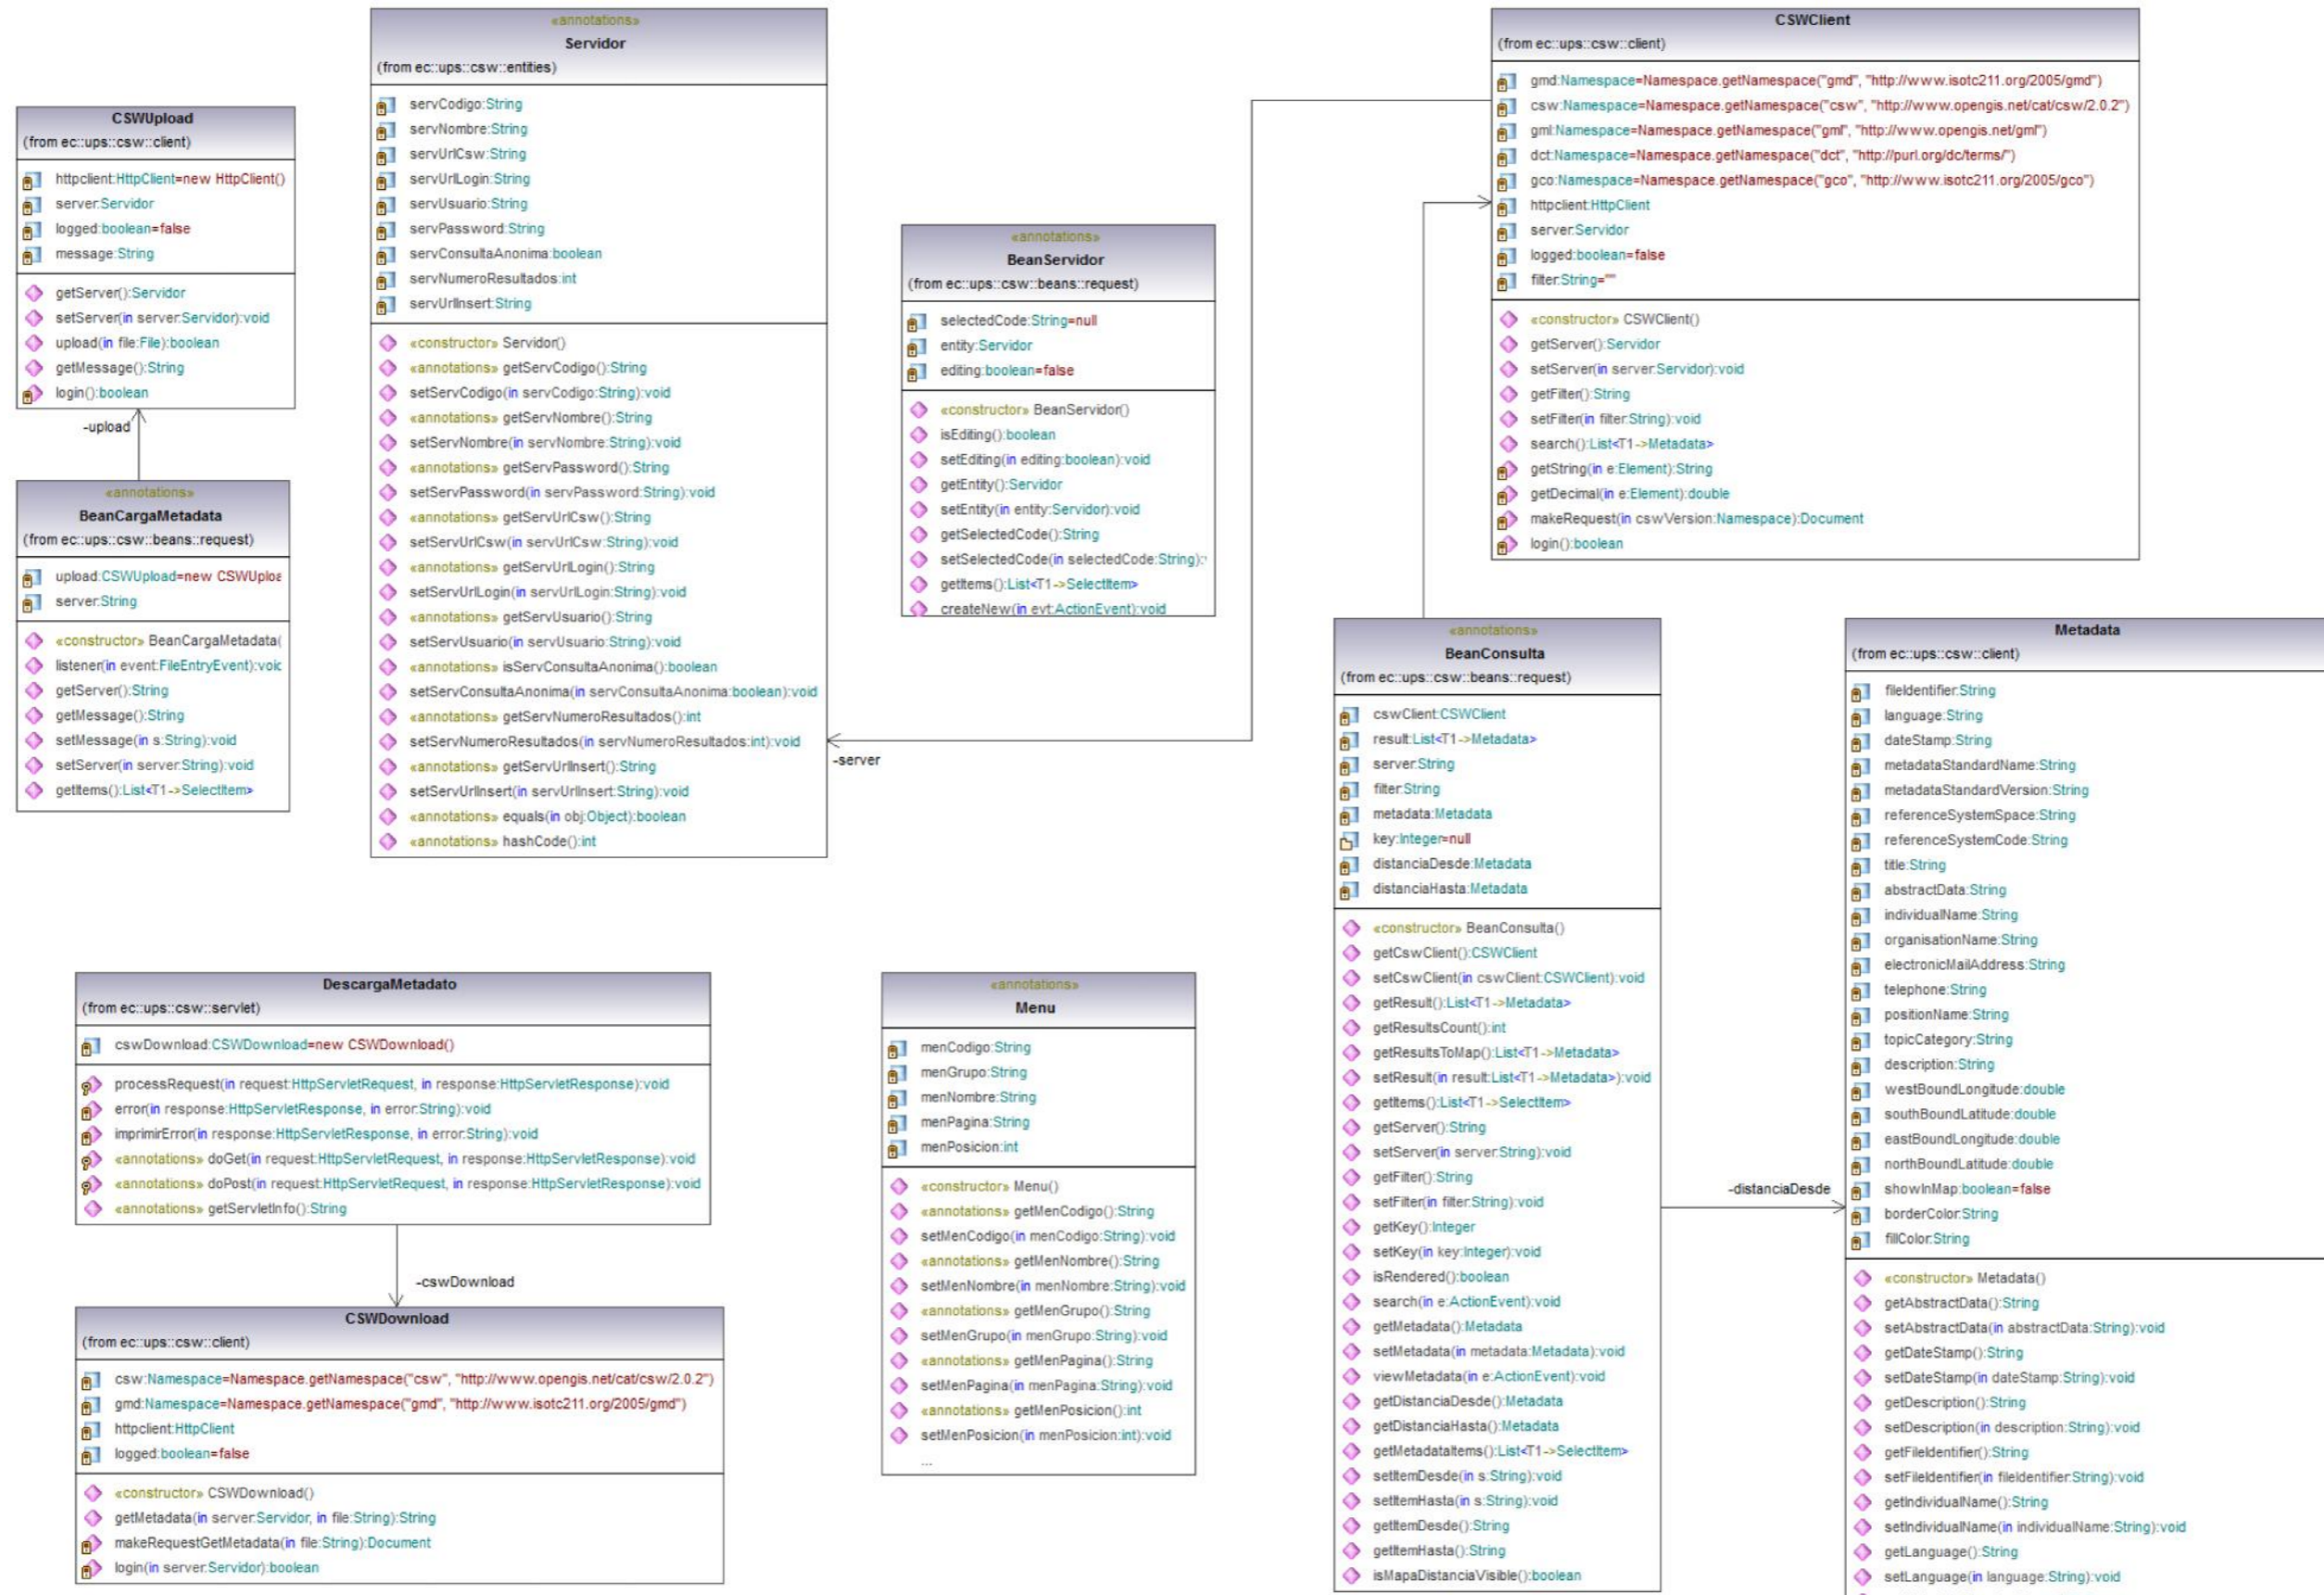 CSWUpload
(from ec::ups::csw::client)
httpclient:HttpClient=new HttpClient()
server:Servidor
logged:boolean=false
message:String
getServer():Servidor
setServer(in server:Servidor):void
upload(in file:File):boolean
getMessage():String
login():boolean
-upload
«annotations»
BeanCargaMetadata
(from ec::ups::csw::beans::request)
upload:CSWUpload=new CSWUploa
server:String
«constructor» BeanCargaMetadata(
listener(in event:FileEntryEvent):voic
getServer():String
getMessage():String
setMessage(in s:String):void
setServer(in server:String):void
getItems():List<T1->SelectItem>
«annotations»
Servidor
(from ec::ups::csw::entities)
servCodigo:String
servNombre:String
servUrlCsw:String
servUrlLogin:String
servUsuario:String
servPassword:String
servConsultaAnonima:boolean
servNumeroResultados:int
servUrlInsert:String
«constructor» Servidor()
«annotations» getServCodigo():String
setServCodigo(in servCodigo:String):void
«annotations» getServNombre():String
setServNombre(in servNombre:String):void
«annotations» getServPassword():String
setServPassword(in servPassword:String):void
«annotations» getServUrlCsw():String
setServUrlCsw(in servUrlCsw:String):void
«annotations» getServUrlLogin():String
setServUrlLogin(in servUrlLogin:String):void
«annotations» getServUsuario():String
setServUsuario(in servUsuario:String):void
«annotations» isServConsultaAnonima():boolean
setServConsultaAnonima(in servConsultaAnonima:boolean):void
«annotations» getServNumeroResultados():int
setServNumeroResultados(in servNumeroResultados:int):void
«annotations» getServUrlInsert():String
setServUrlInsert(in servUrlInsert:String):void
«annotations» equals(in obj:Object):boolean
«annotations» hashCode():int
-server
«annotations»
BeanServidor
(from ec::ups::csw::beans::request)
selectedCode:String=null
entity:Servidor
editing:boolean=false
«constructor» BeanServidor()
isEditing():boolean
setEditing(in editing:boolean):void
getEntity():Servidor
setEntity(in entity:Servidor):void
getSelectedCode():String
setSelectedCode(in selectedCode:String):
getItems():List<T1->SelectItem>
createNew(in evt:ActionEvent):void
CSWClient
(from ec::ups::csw::client)
gmd:Namespace=Namespace.getNamespace("gmd", "http://www.isotc211.org/2005/gmd")
csw:Namespace=Namespace.getNamespace("csw", "http://www.opengis.net/cat/csw/2.0.2")
gml:Namespace=Namespace.getNamespace("gml", "http://www.opengis.net/gml")
dct:Namespace=Namespace.getNamespace("dct", "http://purl.org/dc/terms/")
gco:Namespace=Namespace.getNamespace("gco", "http://www.isotc211.org/2005/gco")
httpclient:HttpClient
server:Servidor
logged:boolean=false
filter:String=""
«constructor» CSWClient()
getServer():Servidor
setServer(in server:Servidor):void
getFilter():String
setFilter(in filter:String):void
search():List<T1->Metadata>
getString(in e:Element):String
getDecimal(in e:Element):double
makeRequest(in cswVersion:Namespace):Document
login():boolean
«annotations»
BeanConsulta
(from ec::ups::csw::beans::request)
cswClient:CSWClient
result:List<T1->Metadata>
server:String
filter:String
metadata:Metadata
key:Integer=null
distanciaDesde:Metadata
distanciaHasta:Metadata
«constructor» BeanConsulta()
getCswClient():CSWClient
setCswClient(in cswClient:CSWClient):void
getResult():List<T1->Metadata>
getResultsCount():int
getResultsToMap():List<T1->Metadata>
setResult(in result:List<T1->Metadata>):void
getItems():List<T1->SelectItem>
getServer():String
setServer(in server:String):void
getFilter():String
setFilter(in filter:String):void
getKey():Integer
setKey(in key:Integer):void
isRendered():boolean
search(in e:ActionEvent):void
getMetadata():Metadata
setMetadata(in metadata:Metadata):void
viewMetadata(in e:ActionEvent):void
getDistanciaDesde():Metadata
getDistanciaHasta():Metadata
getMetadataItems():List<T1->SelectItem>
setItemDesde(in s:String):void
setItemHasta(in s:String):void
getItemDesde():String
getItemHasta():String
isMapaDistanciaVisible():boolean
-distanciaDesde
Metadata
(from ec::ups::csw::client)
fileIdentifier:String
language:String
dateStamp:String
metadataStandardName:String
metadataStandardVersion:String
referenceSystemSpace:String
referenceSystemCode:String
title:String
abstractData:String
individualName:String
organisationName:String
electronicMailAddress:String
telephone:String
positionName:String
topicCategory:String
description:String
westBoundLongitude:double
southBoundLatitude:double
eastBoundLongitude:double
northBoundLatitude:double
showInMap:boolean=false
borderColor:String
fillColor:String
«constructor» Metadata()
getAbstractData():String
setAbstractData(in abstractData:String):void
getDateStamp():String
setDateStamp(in dateStamp:String):void
getDescription():String
setDescription(in description:String):void
getFileIdentifier():String
setFileIdentifier(in fileIdentifier:String):void
getIndividualName():String
setIndividualName(in individualName:String):void
getLanguage():String
setLanguage(in language:String):void
DescargaMetadato
(from ec::ups::csw::servlet)
cswDownload:CSWDownload=new CSWDownload()
processRequest(in request:HttpServletRequest, in response:HttpServletResponse):void
error(in response:HttpServletResponse, in error:String):void
imprimirError(in response:HttpServletResponse, in error:String):void
«annotations» doGet(in request:HttpServletRequest, in response:HttpServletResponse):void
«annotations» doPost(in request:HttpServletRequest, in response:HttpServletResponse):void
«annotations» getServletInfo():String
-cswDownload
CSWDownload
(from ec::ups::csw::client)
csw:Namespace=Namespace.getNamespace("csw", "http://www.opengis.net/cat/csw/2.0.2")
gmd:Namespace=Namespace.getNamespace("gmd", "http://www.isotc211.org/2005/gmd")
httpclient:HttpClient
logged:boolean=false
«constructor» CSWDownload()
getMetadata(in server:Servidor, in file:String):String
makeRequestGetMetadata(in file:String):Document
login(in server:Servidor):boolean
«annotations»
Menu
menCodigo:String
menGrupo:String
menNombre:String
menPagina:String
menPosicion:int
«constructor» Menu()
«annotations» getMenCodigo():String
setMenCodigo(in menCodigo:String):void
«annotations» getMenNombre():String
setMenNombre(in menNombre:String):void
«annotations» getMenGrupo():String
setMenGrupo(in menGrupo:String):void
«annotations» getMenPagina():String
setMenPagina(in menPagina:String):void
«annotations» getMenPosicion():int
setMenPosicion(in menPosicion:int):void
...